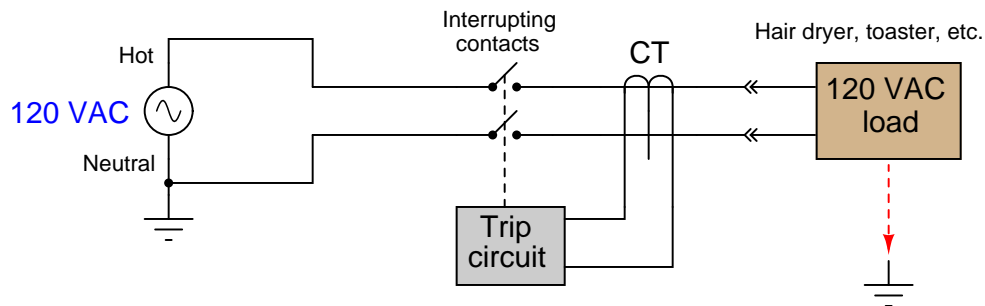 Interrupting
contacts
Hair dryer, toaster, etc.
Hot
CT
120 VAC
120 VAC
load
Neutral
Trip
circuit